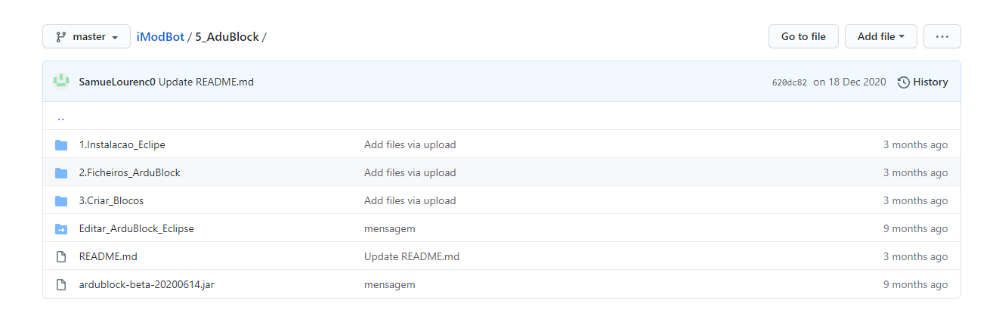 master iModBot / 5_AduBlock / Go to file Add file ...
SamueLourenc0 Update README.md 620dc82 on 18 Dec 2020 History
..
1.Instalacao_Eclipe Add files via upload 3 months ago
2.Ficheiros_ArduBlock Add files via upload 3 months ago
3.Criar_Blocos Add files via upload 3 months ago
Editar_ArduBlock_Eclipse mensagem 9 months ago
README.md Update README.md 3 months ago
ardublock-beta-20200614.jar mensagem 9 months ago